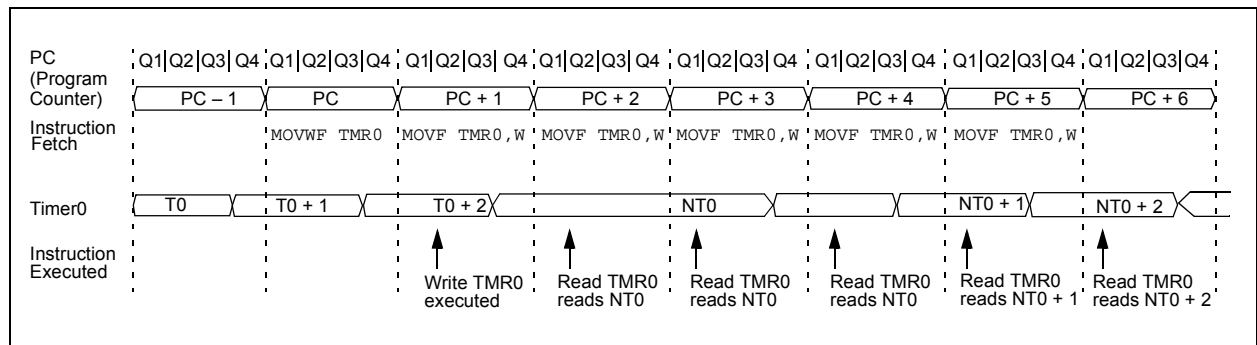 PC (Program Counter)
Q1 Q2 Q3 Q4 Q1 Q2 Q3 Q4 Q1 Q2 Q3 Q4 Q1 Q2 Q3 Q4 Q1 Q2 Q3 Q4 Q1 Q2 Q3 Q4 Q1 Q2 Q3 Q4 Q1 Q2 Q3 Q4
PC – 1 PC PC + 1 PC + 2 PC + 3 PC + 4 PC + 5 PC + 6
Instruction Fetch
MOVWF TMR0 MOVF TMR0,W MOVF TMR0,W MOVF TMR0,W MOVF TMR0,W MOVF TMR0,W
Timer0 T0 T0 + 1 T0 + 2 NT0 NT0 + 1 NT0 + 2
Instruction Executed
Write TMR0 executed
Read TMR0 reads NT0
Read TMR0 reads NT0
Read TMR0 reads NT0
Read TMR0 reads NT0 + 1
Read TMR0 reads NT0 + 2